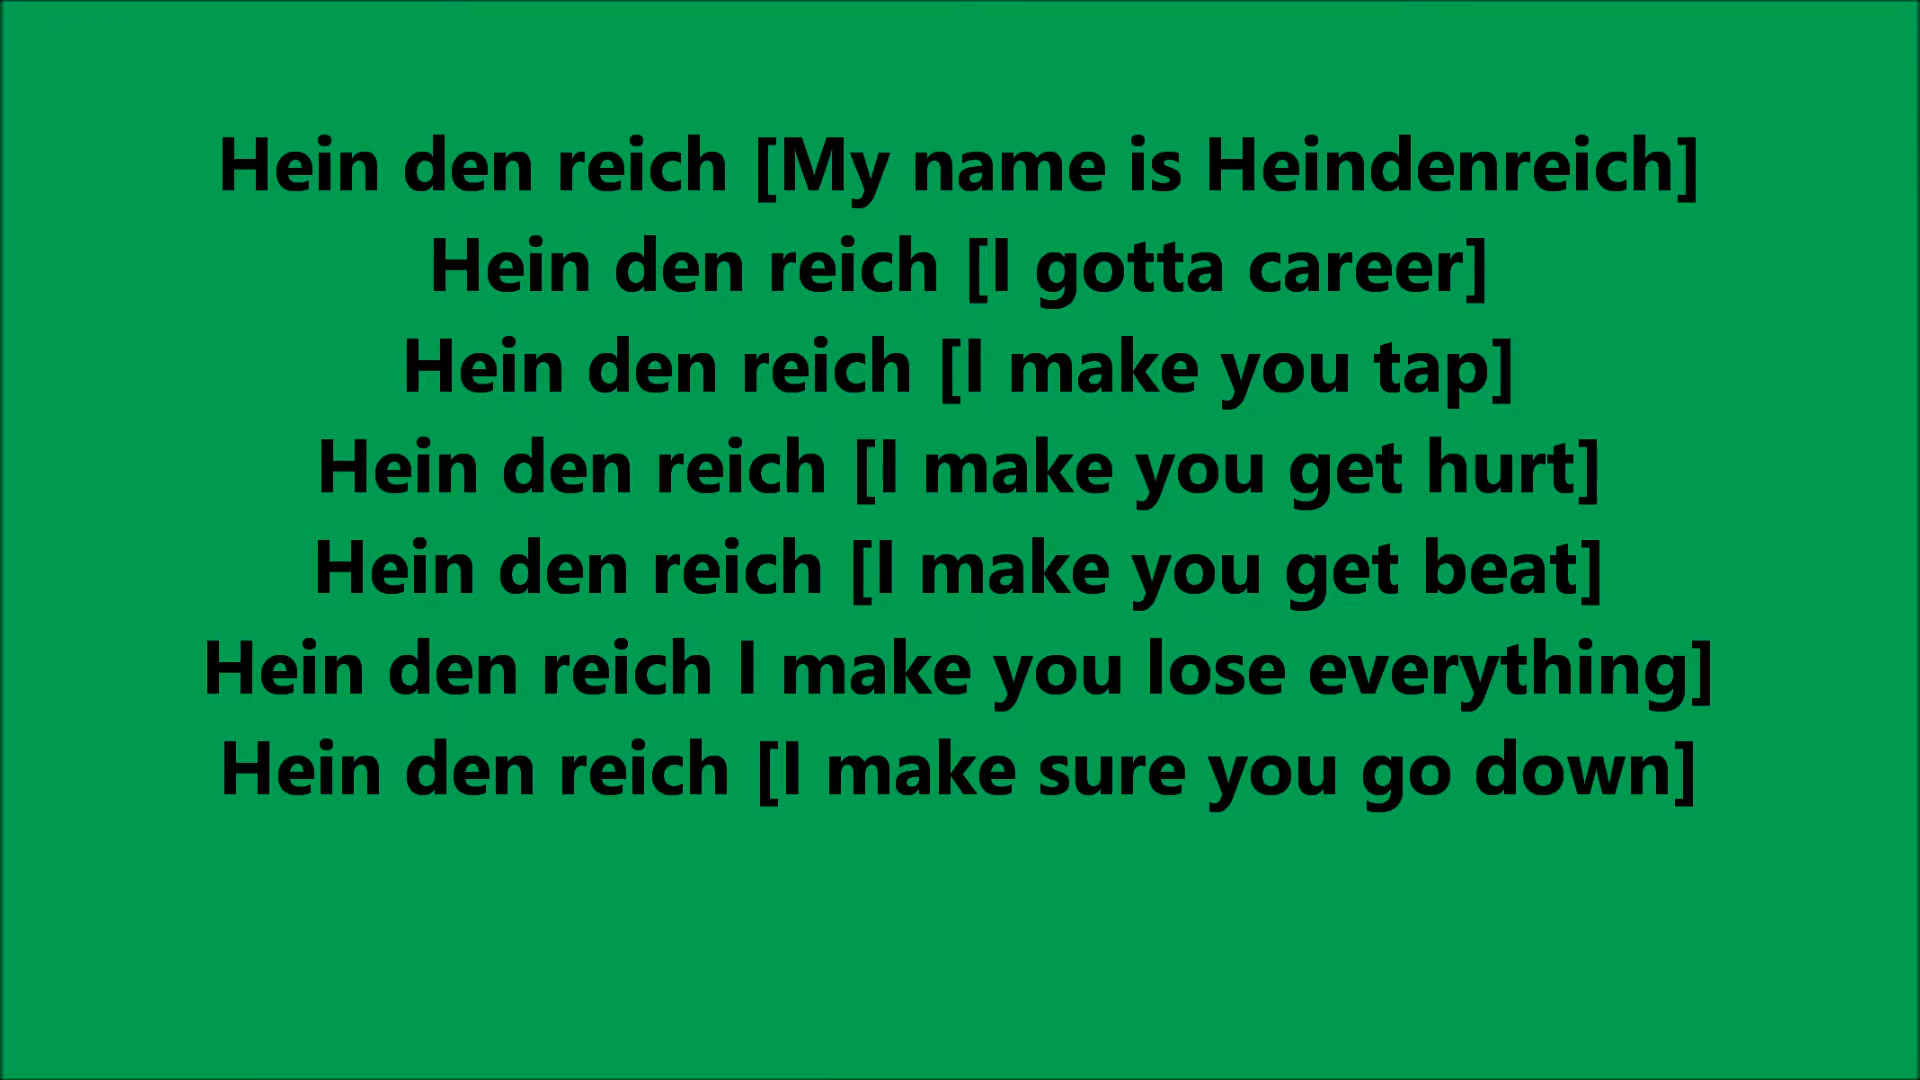 Hein den reich [My name is Heindenreich]
Hein den reich [I gotta career]
Hein den reich [I make you tap]
Hein den reich [I make you get hurt]
Hein den reich [I make you get beat]
Hein den reich I make you lose everything]
Hein den reich [I make sure you go down]